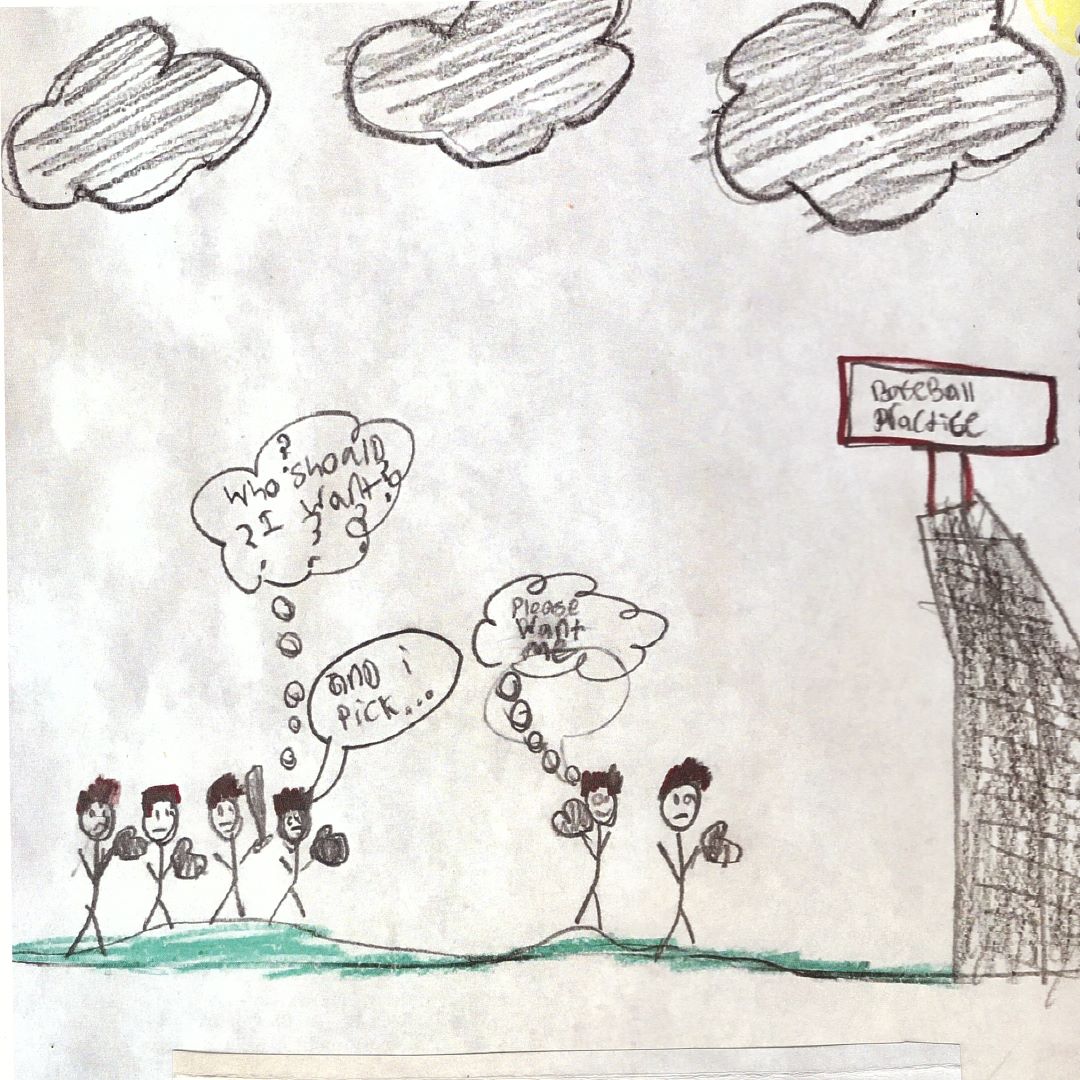 BaseBall
Practice
Who should
I want
and i
pick...
Please
want
me